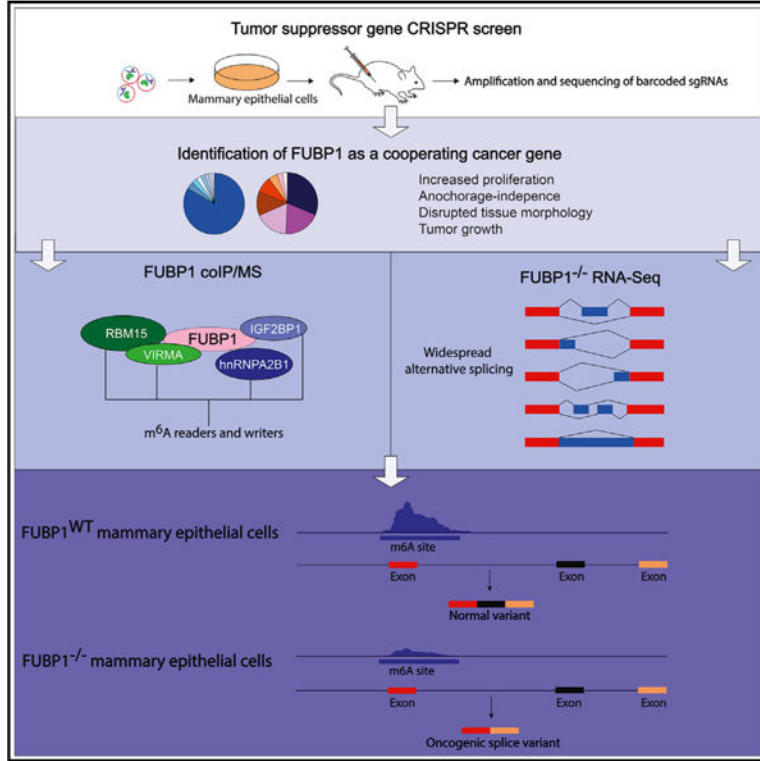 Tumor suppressor gene CRISPR screen
Mammary epithelial cells
Amplification and sequencing of barcoded sgRNAs
Identification of FUBP1 as a cooperating cancer gene
Increased proliferation
Anochorage-indepence
Disrupted tissue morphology
Tumor growth
FUBP1 coIP/MS
RBM15
VIRMA
FUBP1
IGF2BP1
hnRNPA2B1
m⁶A readers and writers
FUBP1⁻/⁻ RNA-Seq
Widespread
alternative splicing
FUBP1ᵂᵀ mammary epithelial cells
m6A site
Exon
Exon
Exon
Normal variant
FUBP1⁻/⁻ mammary epithelial cells
m6A site
Exon
Exon
Exon
Oncogenic splice variant